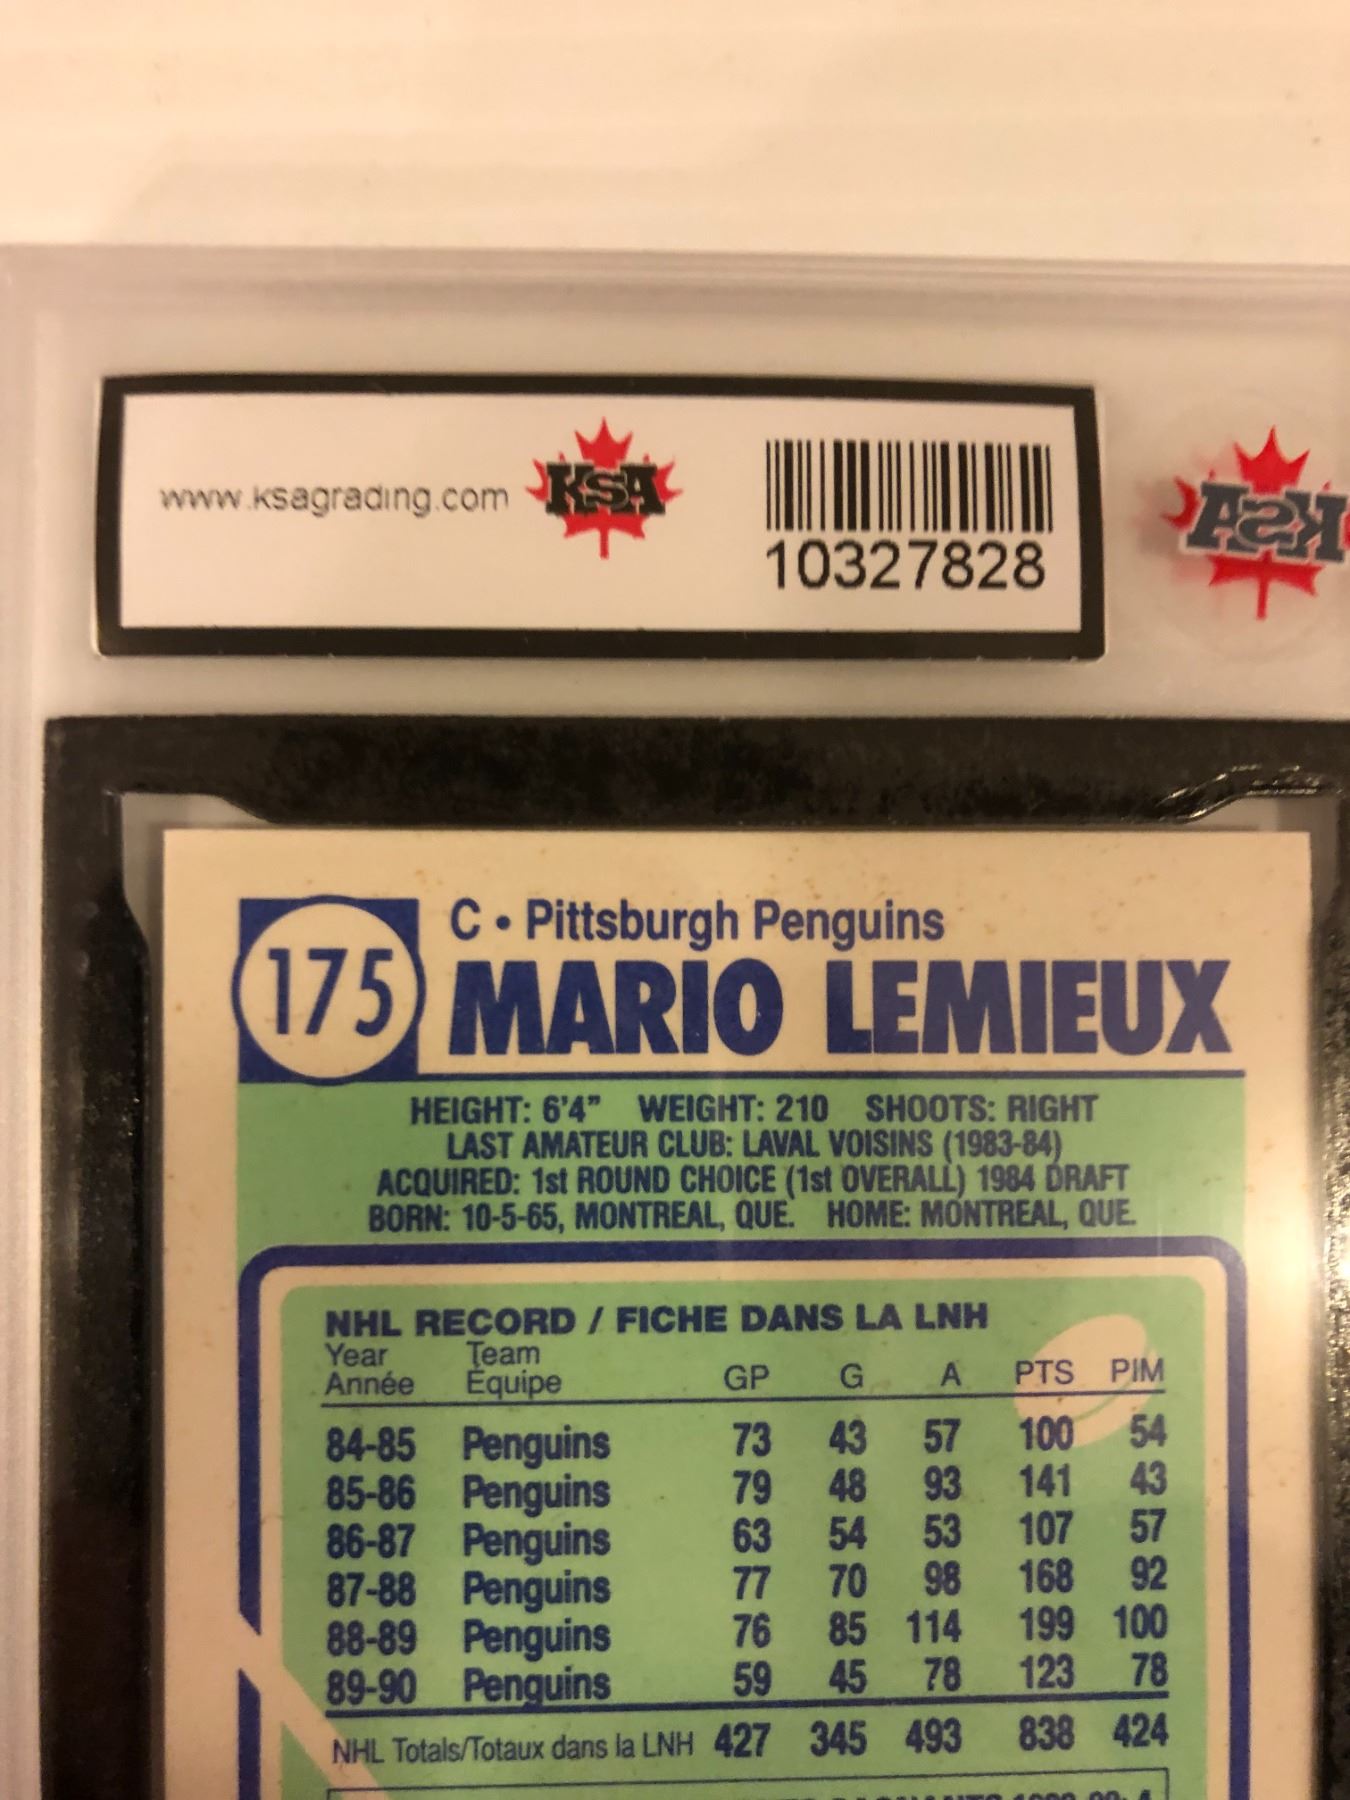 www.ksagrading.com KSA
10327828
KSA
175
C • Pittsburgh Penguins
MARIO LEMIEUX
HEIGHT: 6'4" WEIGHT: 210 SHOOTS: RIGHT
LAST AMATEUR CLUB: LAVAL VOISINS (1983-84)
ACQUIRED: 1st ROUND CHOICE (1st OVERALL) 1984 DRAFT
BORN: 10-5-65, MONTREAL, QUE. HOME: MONTREAL, QUE.
NHL RECORD / FICHE DANS LA LNH
Year Team
Année Équipe GP G A PTS PIM
84-85 Penguins 73 43 57 100 54
85-86 Penguins 79 48 93 141 43
86-87 Penguins 63 54 53 107 57
87-88 Penguins 77 70 98 168 92
88-89 Penguins 76 85 114 199 100
89-90 Penguins 59 45 78 123 78
NHL Totals/Totaux dans la LNH 427 345 493 838 424